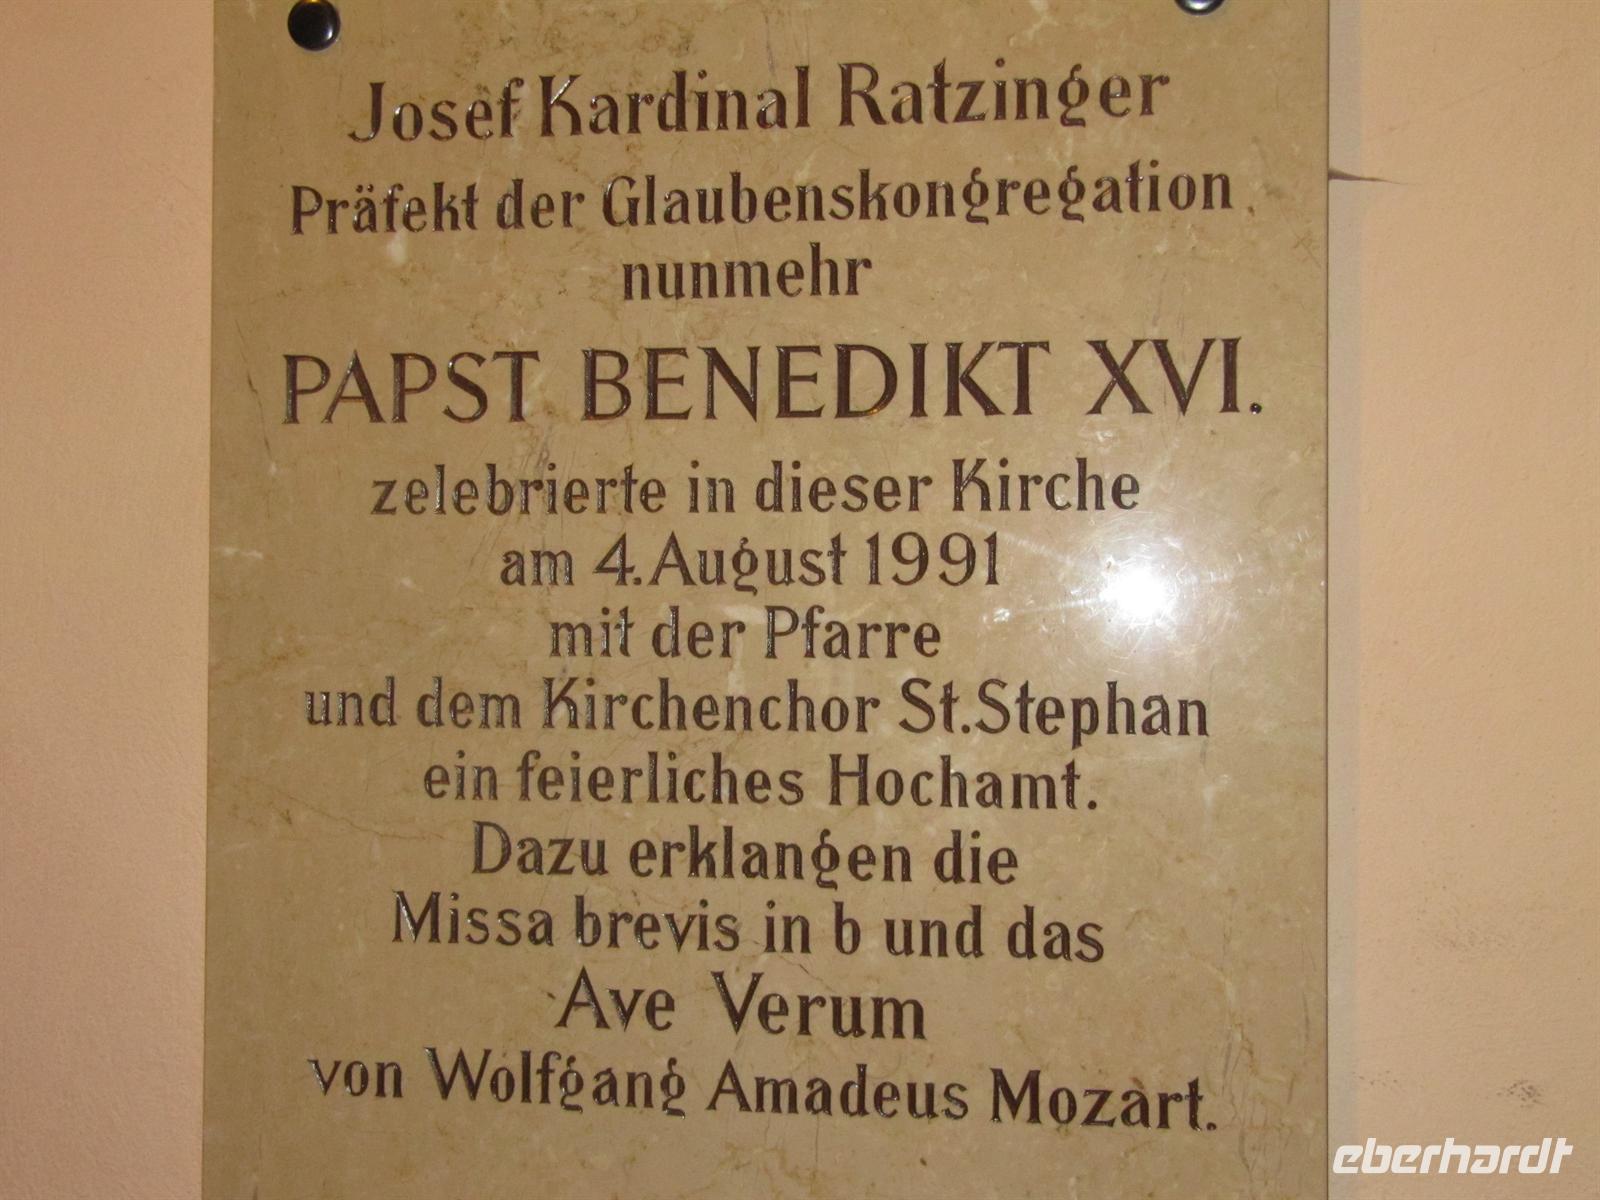 Josef Kardinal Ratzinger
Präfekt der Glaubenskongregation
nunmehr
PAPST BENEDIKT XVI.
zelebrierte in dieser Kirche
am 4. August 1991
mit der Pfarre
und dem Kirchenchor St. Stephan
ein feierliches Hochamt.
Dazu erklangen die
Missa brevis in b und das
Ave Verum
von Wolfgang Amadeus Mozart.
eberhardt